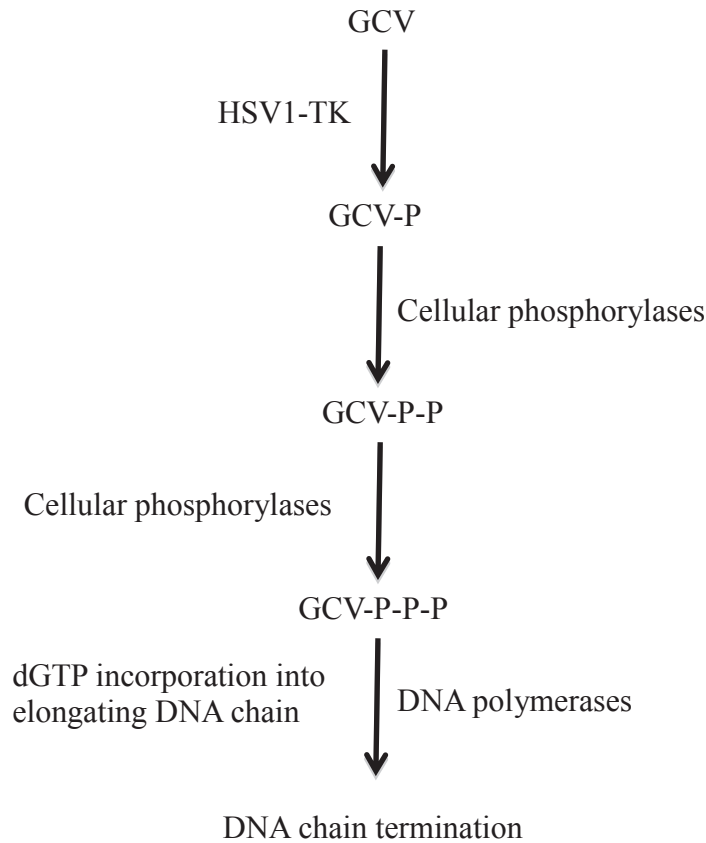 GCV
HSV1-TK
GCV-P
Cellular phosphorylases
GCV-P-P
Cellular phosphorylases
GCV-P-P-P
dGTP incorporation into
elongating DNA chain
DNA polymerases
DNA chain termination